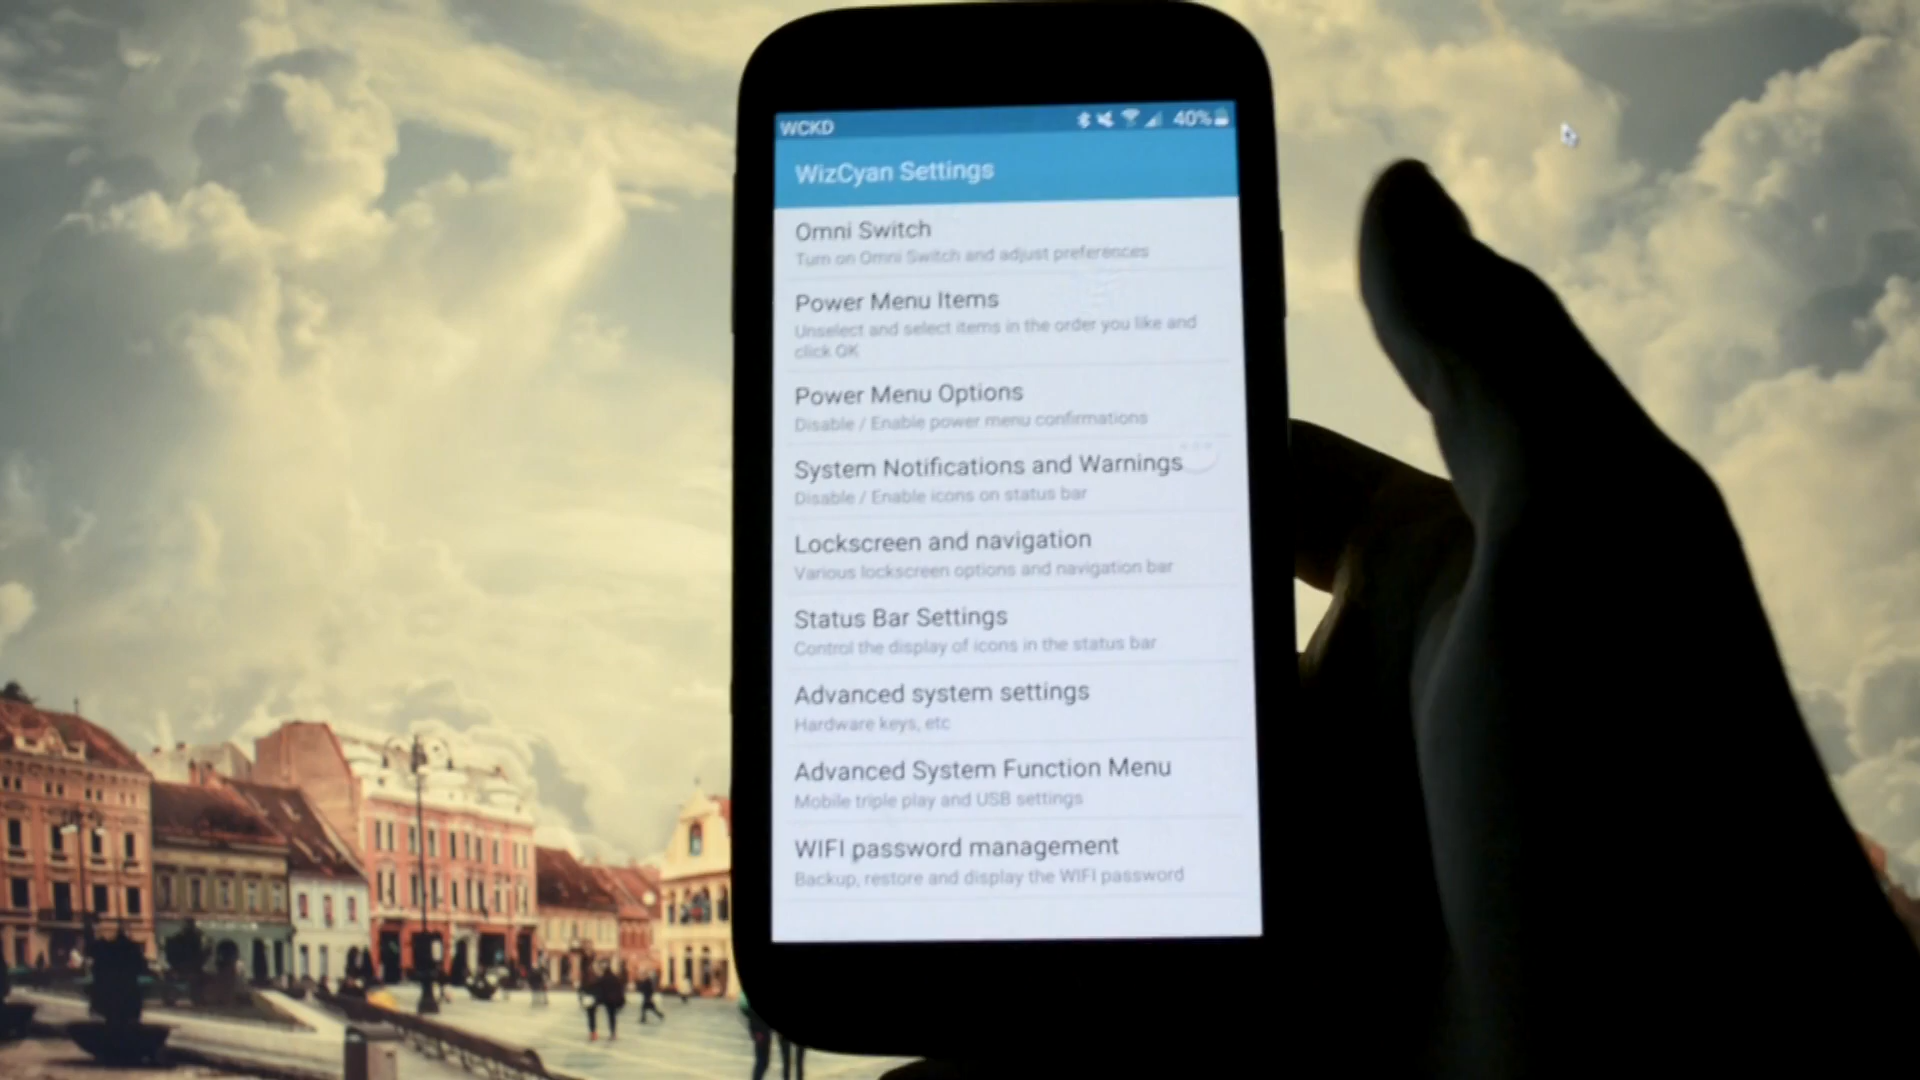 WCKD 40%
WizCyan Settings
Omni Switch
Turn on Omni Switch and adjust preferences
Power Menu Items
Unselect and select items in the order you like and
click OK
Power Menu Options
Disable / Enable power menu confirmations
System Notifications and Warnings
Disable / Enable icons on status bar
Lockscreen and navigation
Various lockscreen options and navigation bar
Status Bar Settings
Control the display of icons in the status bar
Advanced system settings
Hardware keys, etc
Advanced System Function Menu
Mobile triple play and USB settings
WIFI password management
Backup, restore and display the WIFI password